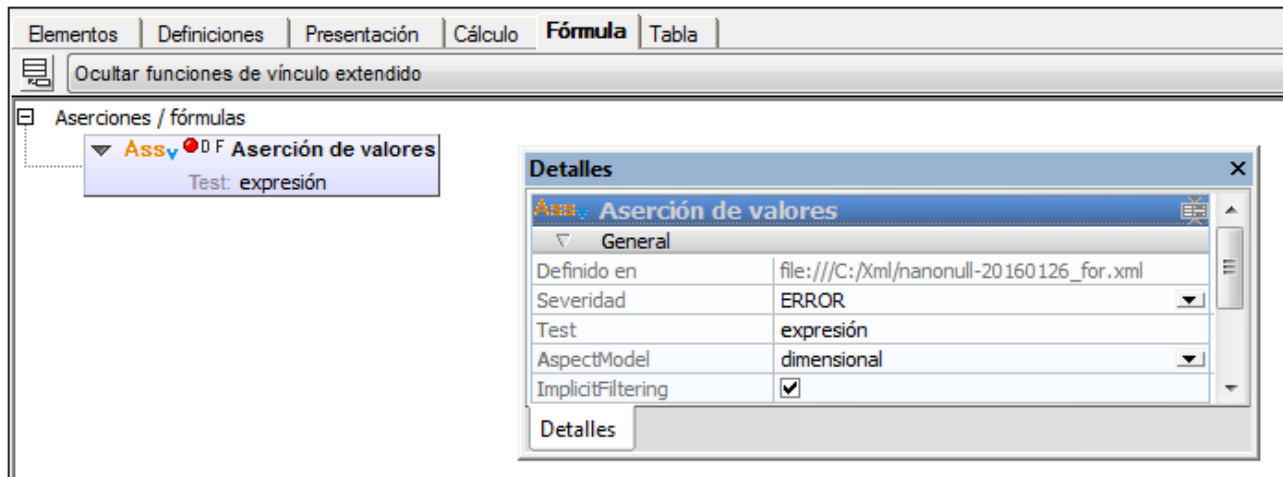 Elementos Definiciones Presentación Cálculo Fórmula Tabla
Ocultar funciones de vínculo extendido
Aserciones / fórmulas
Assv D F Aserción de valores
Test: expresión
Detalles
Assv Aserción de valores
General
Definido en file:///C:/Xml/nanonull-20160126_for.xml
Severidad ERROR
Test expresión
AspectModel dimensional
ImplicitFiltering
Detalles